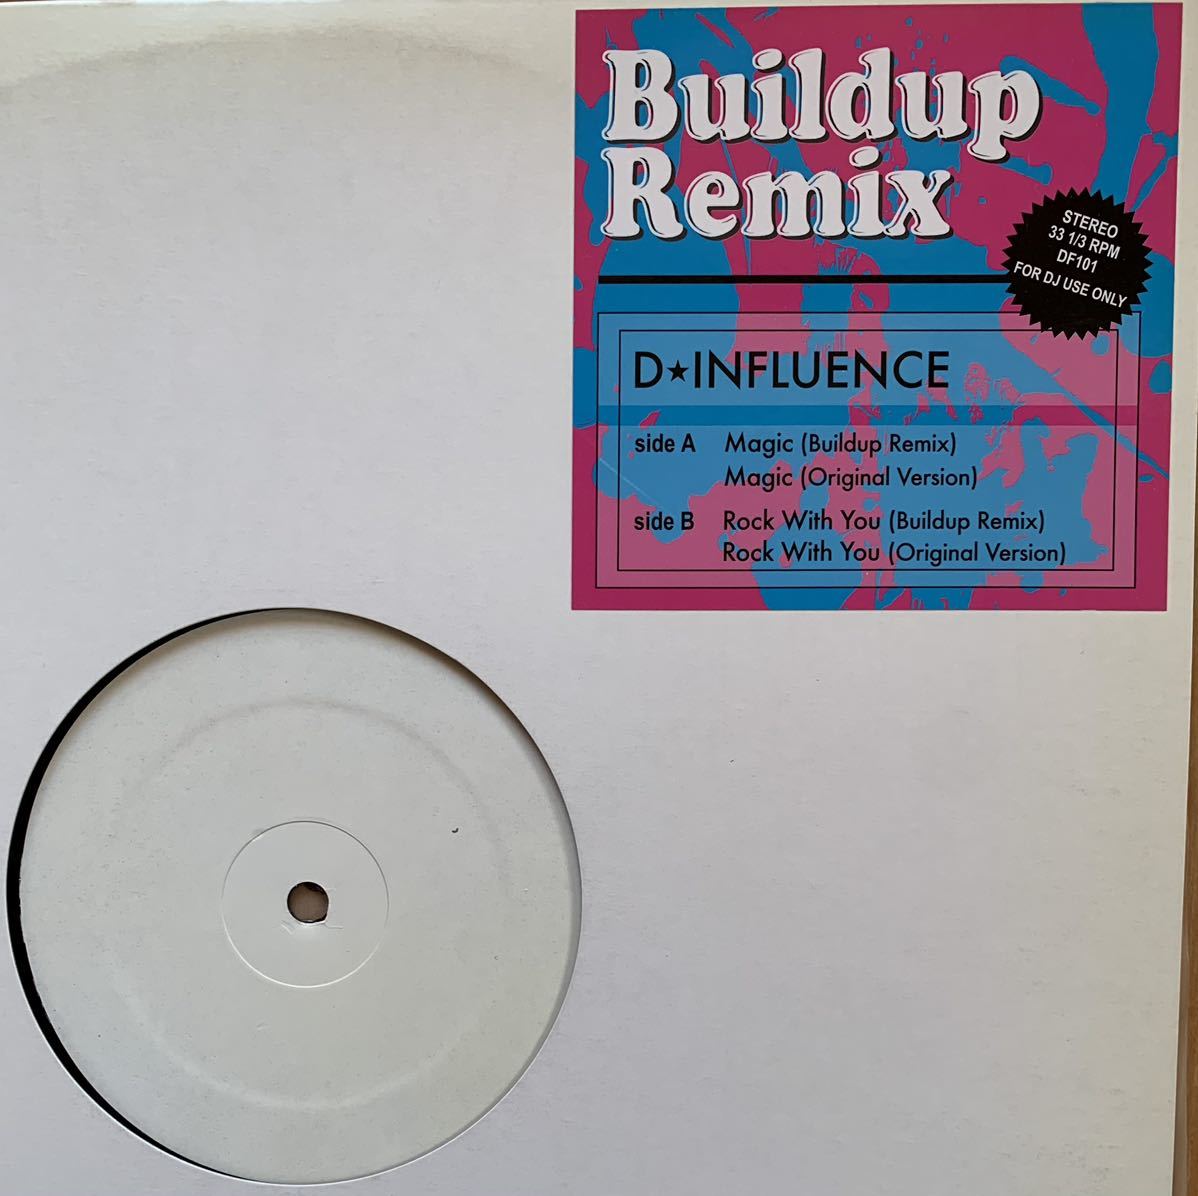 Buildup
Remix
STEREO
33 1/3 RPM
DF101
FOR DJ USE ONLY
D★INFLUENCE
side A Magic (Buildup Remix)
Magic (Original Version)
side B Rock With You (Buildup Remix)
Rock With You (Original Version)